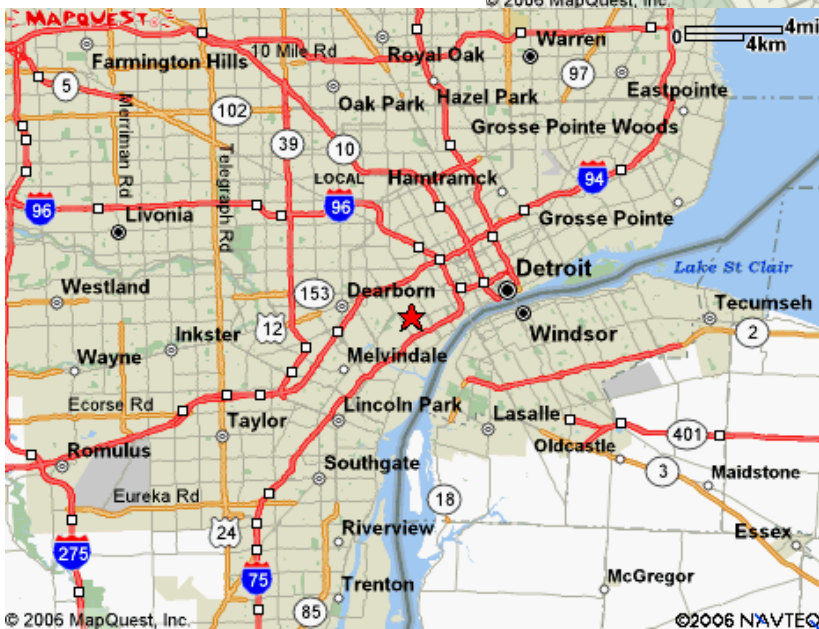 © 2006 MapQuest, Inc.
MAPQUEST
4mi
0
4km
10 Mile Rd
Warren
Royal Oak
Farmington Hills
97
5
Oak Park
Hazel Park
Eastpointe
Merriman Rd
102
Grosse Pointe Woods
39
10
Telegraph Rd
LOCAL
Hamtramck
94
96
96
Livonia
Grosse Pointe
Detroit
Lake St Clair
Westland
153
Dearborn
Tecumseh
12
Windsor
2
Inkster
Wayne
Melvindale
Ecorse Rd
Taylor
Lincoln Park
Lasalle
401
Oldcastle
Romulus
Southgate
3
Maidstone
Eureka Rd
18
24
Riverview
Essex
275
75
McGregor
Trenton
85
© 2006 MapQuest, Inc.
©2006 NAVTEQ